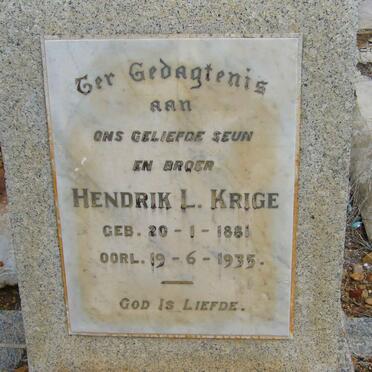 Ter Gedagtenis
aan
ONS GELIEFDE SEUN
EN BROER
HENDRIK L. KRIGE
GEB. 20-1-1881
OORL. 19-6-1935.
GOD IS LIEFDE.